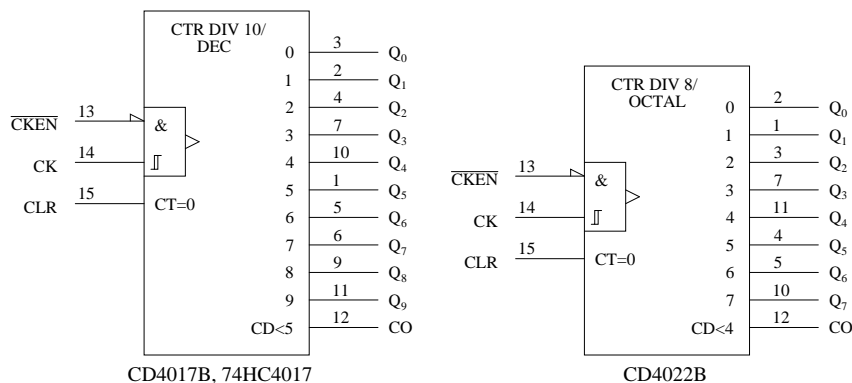 CTR DIV 10/
DEC
0 3 Q0
1 2 Q1
2 4 Q2
CKEN 13 & 3 7 Q3
CK 14 4 10 Q4
5 1 Q5
CLR 15 CT=0 6 5 Q6
7 6 Q7
8 9 Q8
9 11 Q9
CD<5 12 CO
CD4017B, 74HC4017
CTR DIV 8/
OCTAL
0 2 Q0
1 1 Q1
2 3 Q2
CKEN 13 & 3 7 Q3
CK 14 4 11 Q4
5 4 Q5
CLR 15 CT=0 6 5 Q6
7 10 Q7
CD<4 12 CO
CD4022B